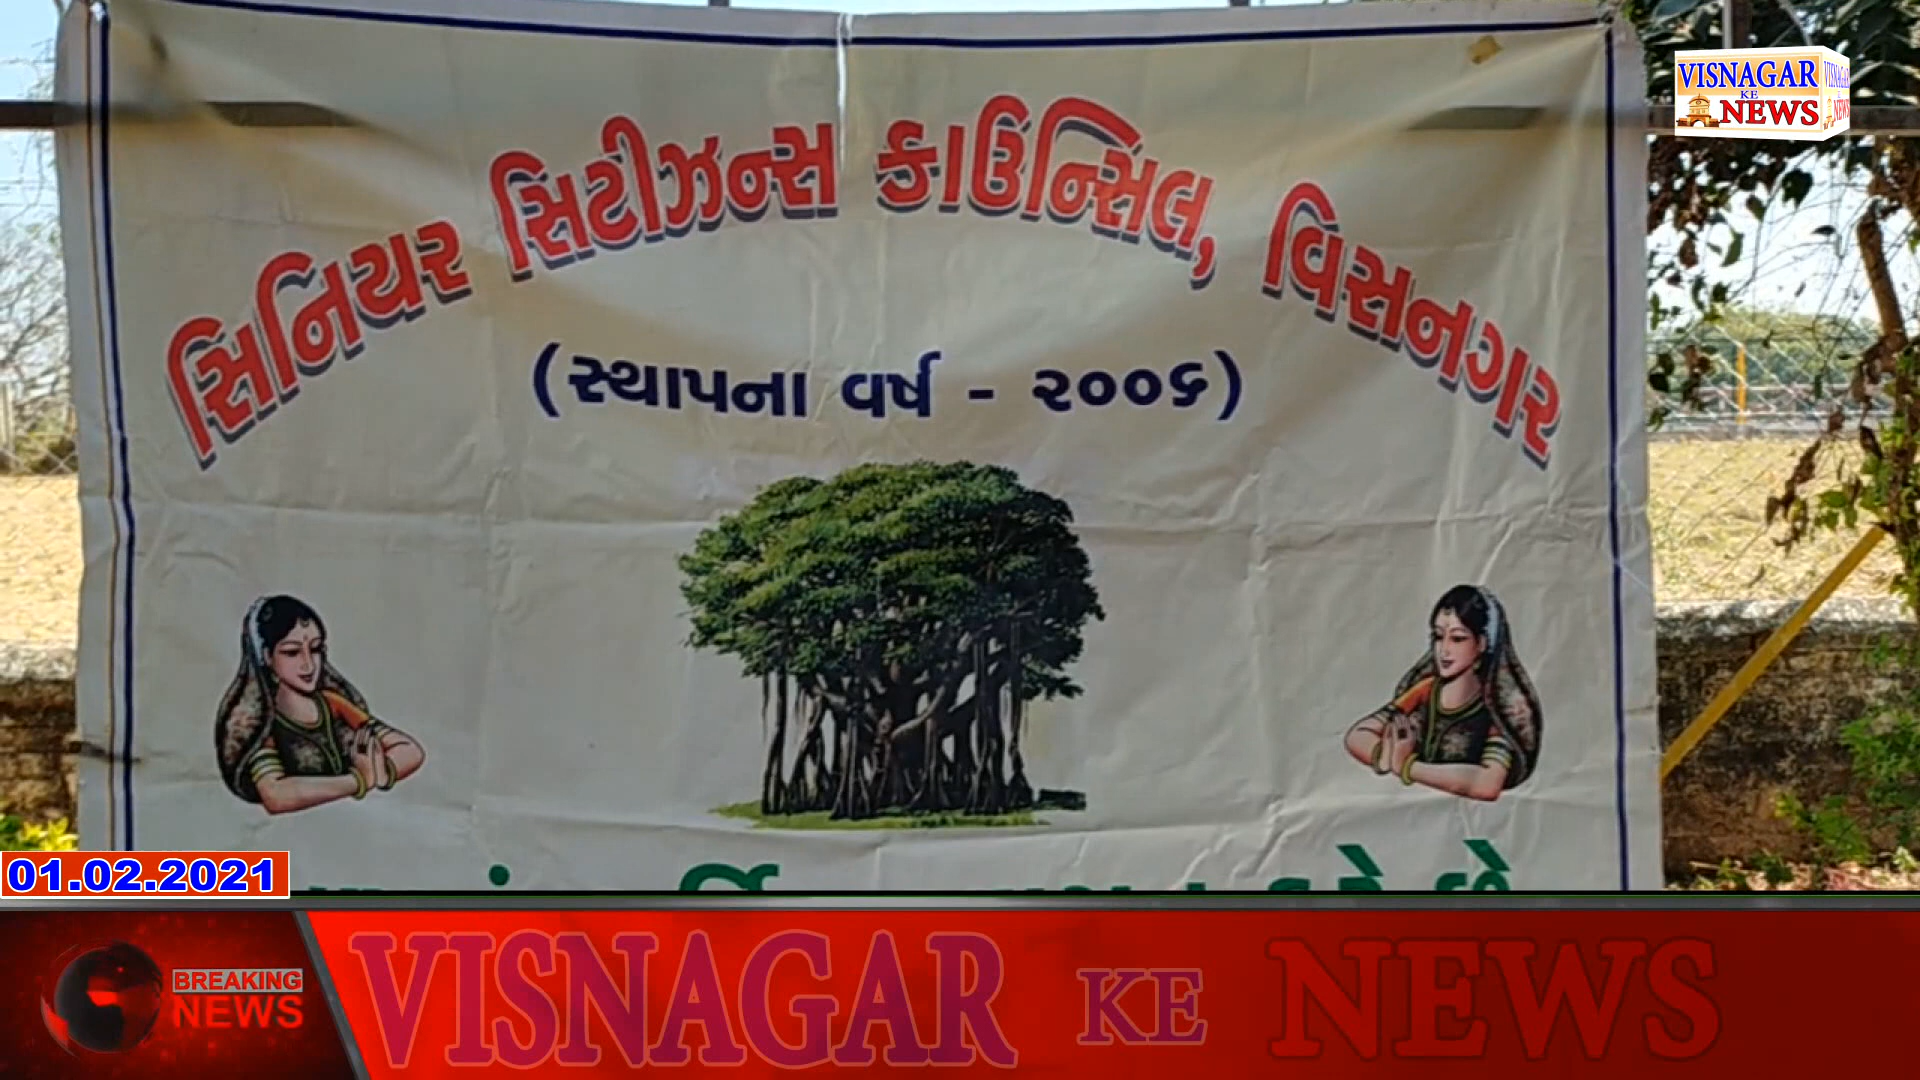 VISNAGAR
KE
NEWS
સિનિયર સિટીઝન્સ કાઉન્સિલ, વિસનગર
(સ્થાપના વર્ષ - ૨૦૦૬)
01.02.2021
BREAKING
NEWS
VISNAGAR KE NEWS